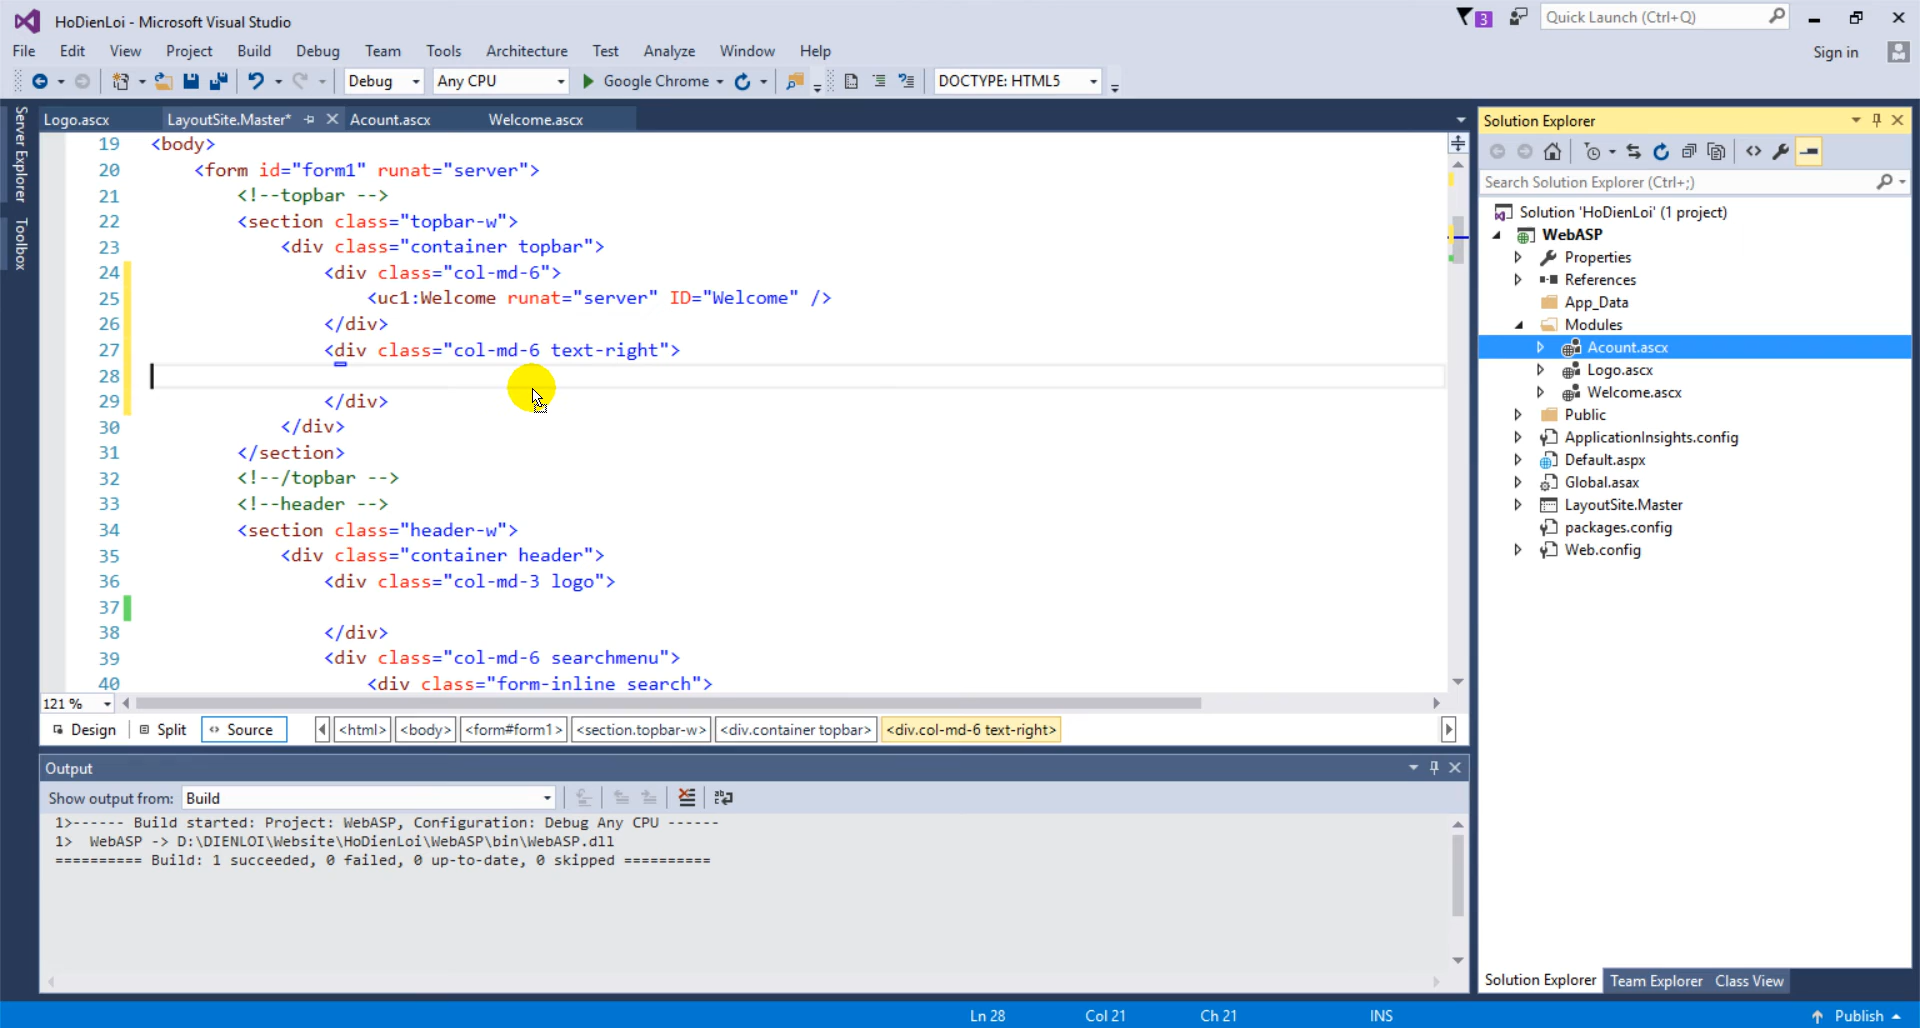 HoDienLoi - Microsoft Visual Studio
3
Quick Launch (Ctrl+Q)
File Edit View Project Build Debug Team Tools Architecture Test Analyze Window Help
Sign in
Debug Any CPU Google Chrome DOCTYPE: HTML5
Server Explorer
Toolbox
Logo.ascx LayoutSite.Master* Acount.ascx Welcome.ascx
19 <body>
20 <form id="form1" runat="server">
21 <!--topbar -->
22 <section class="topbar-w">
23 <div class="container topbar">
24 <div class="col-md-6">
25 <uc1:Welcome runat="server" ID="Welcome" />
26 </div>
27 <div class="col-md-6 text-right">
28
29 </div>
30 </div>
31 </section>
32 <!--/topbar -->
33 <!--header -->
34 <section class="header-w">
35 <div class="container header">
36 <div class="col-md-3 logo">
37
38 </div>
39 <div class="col-md-6 searchmenu">
40 <div class="form-inline search">
121 %
Design Split Source <html> <body> <form#form1> <section.topbar-w> <div.container topbar> <div.col-md-6 text-right>
Output
Show output from: Build
1>------ Build started: Project: WebASP, Configuration: Debug Any CPU ------
1> WebASP -> D:\DIENLOI\Website\HoDienLoi\WebASP\bin\WebASP.dll
========== Build: 1 succeeded, 0 failed, 0 up-to-date, 0 skipped ==========
Solution Explorer
Search Solution Explorer (Ctrl+;)
Solution 'HoDienLoi' (1 project)
WebASP
Properties
References
App_Data
Modules
Acount.ascx
Logo.ascx
Welcome.ascx
Public
ApplicationInsights.config
Default.aspx
Global.asax
LayoutSite.Master
packages.config
Web.config
Solution Explorer Team Explorer Class View
Ln 28 Col 21 Ch 21 INS Publish